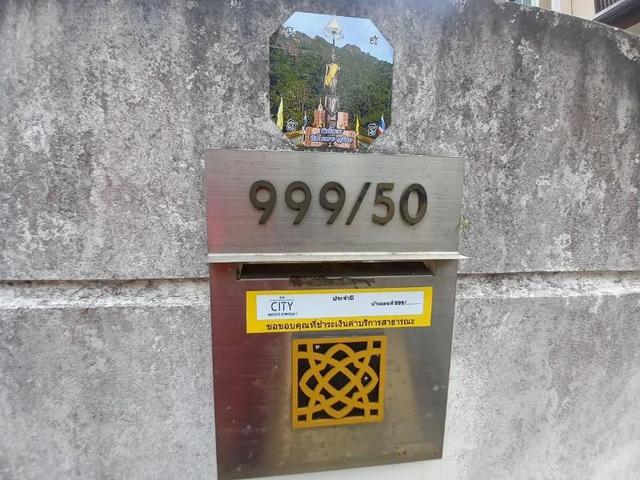 999/50
CITY
ประจำปี
บ้านเลขที่ 999/
ขอขอบคุณที่ชำระเงินค่าบริการสาธารณะ